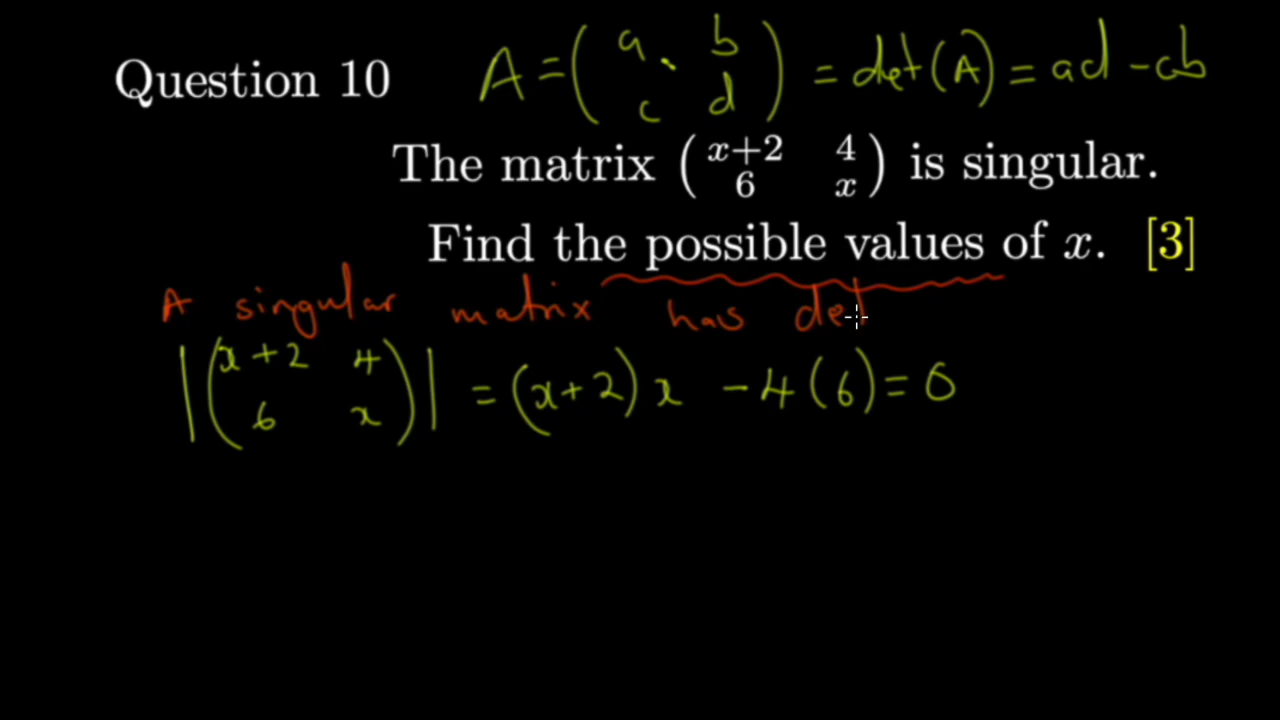 Question 10
A = ( a b c d ) = det(A) = ad - cb
The matrix ( x+2 4 6 x ) is singular.
Find the possible values of x. [3]
A singular matrix has det
|( x+2 4 6 x )| = (x+2) x - 4 (6) = 0